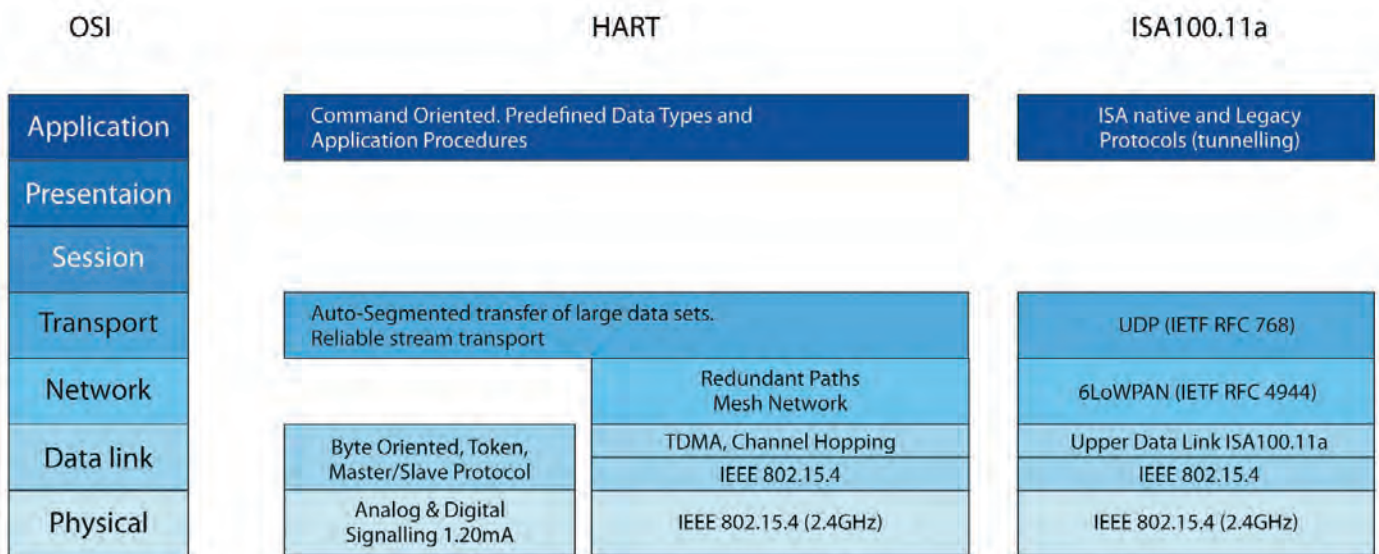 OSI
HART
ISA100.11a
Application
Command Oriented. Predefined Data Types and
Application Procedures
ISA native and Legacy
Protocols (tunnelling)
Presentaion
Session
Transport
Auto-Segmented transfer of large data sets.
Reliable stream transport
UDP (IETF RFC 768)
Network
Redundant Paths
Mesh Network
6LoWPAN (IETF RFC 4944)
Data link
Byte Oriented, Token,
Master/Slave Protocol
TDMA, Channel Hopping
IEEE 802.15.4
Upper Data Link ISA100.11a
IEEE 802.15.4
Physical
Analog & Digital
Signalling 1.20mA
IEEE 802.15.4 (2.4GHz)
IEEE 802.15.4 (2.4GHz)